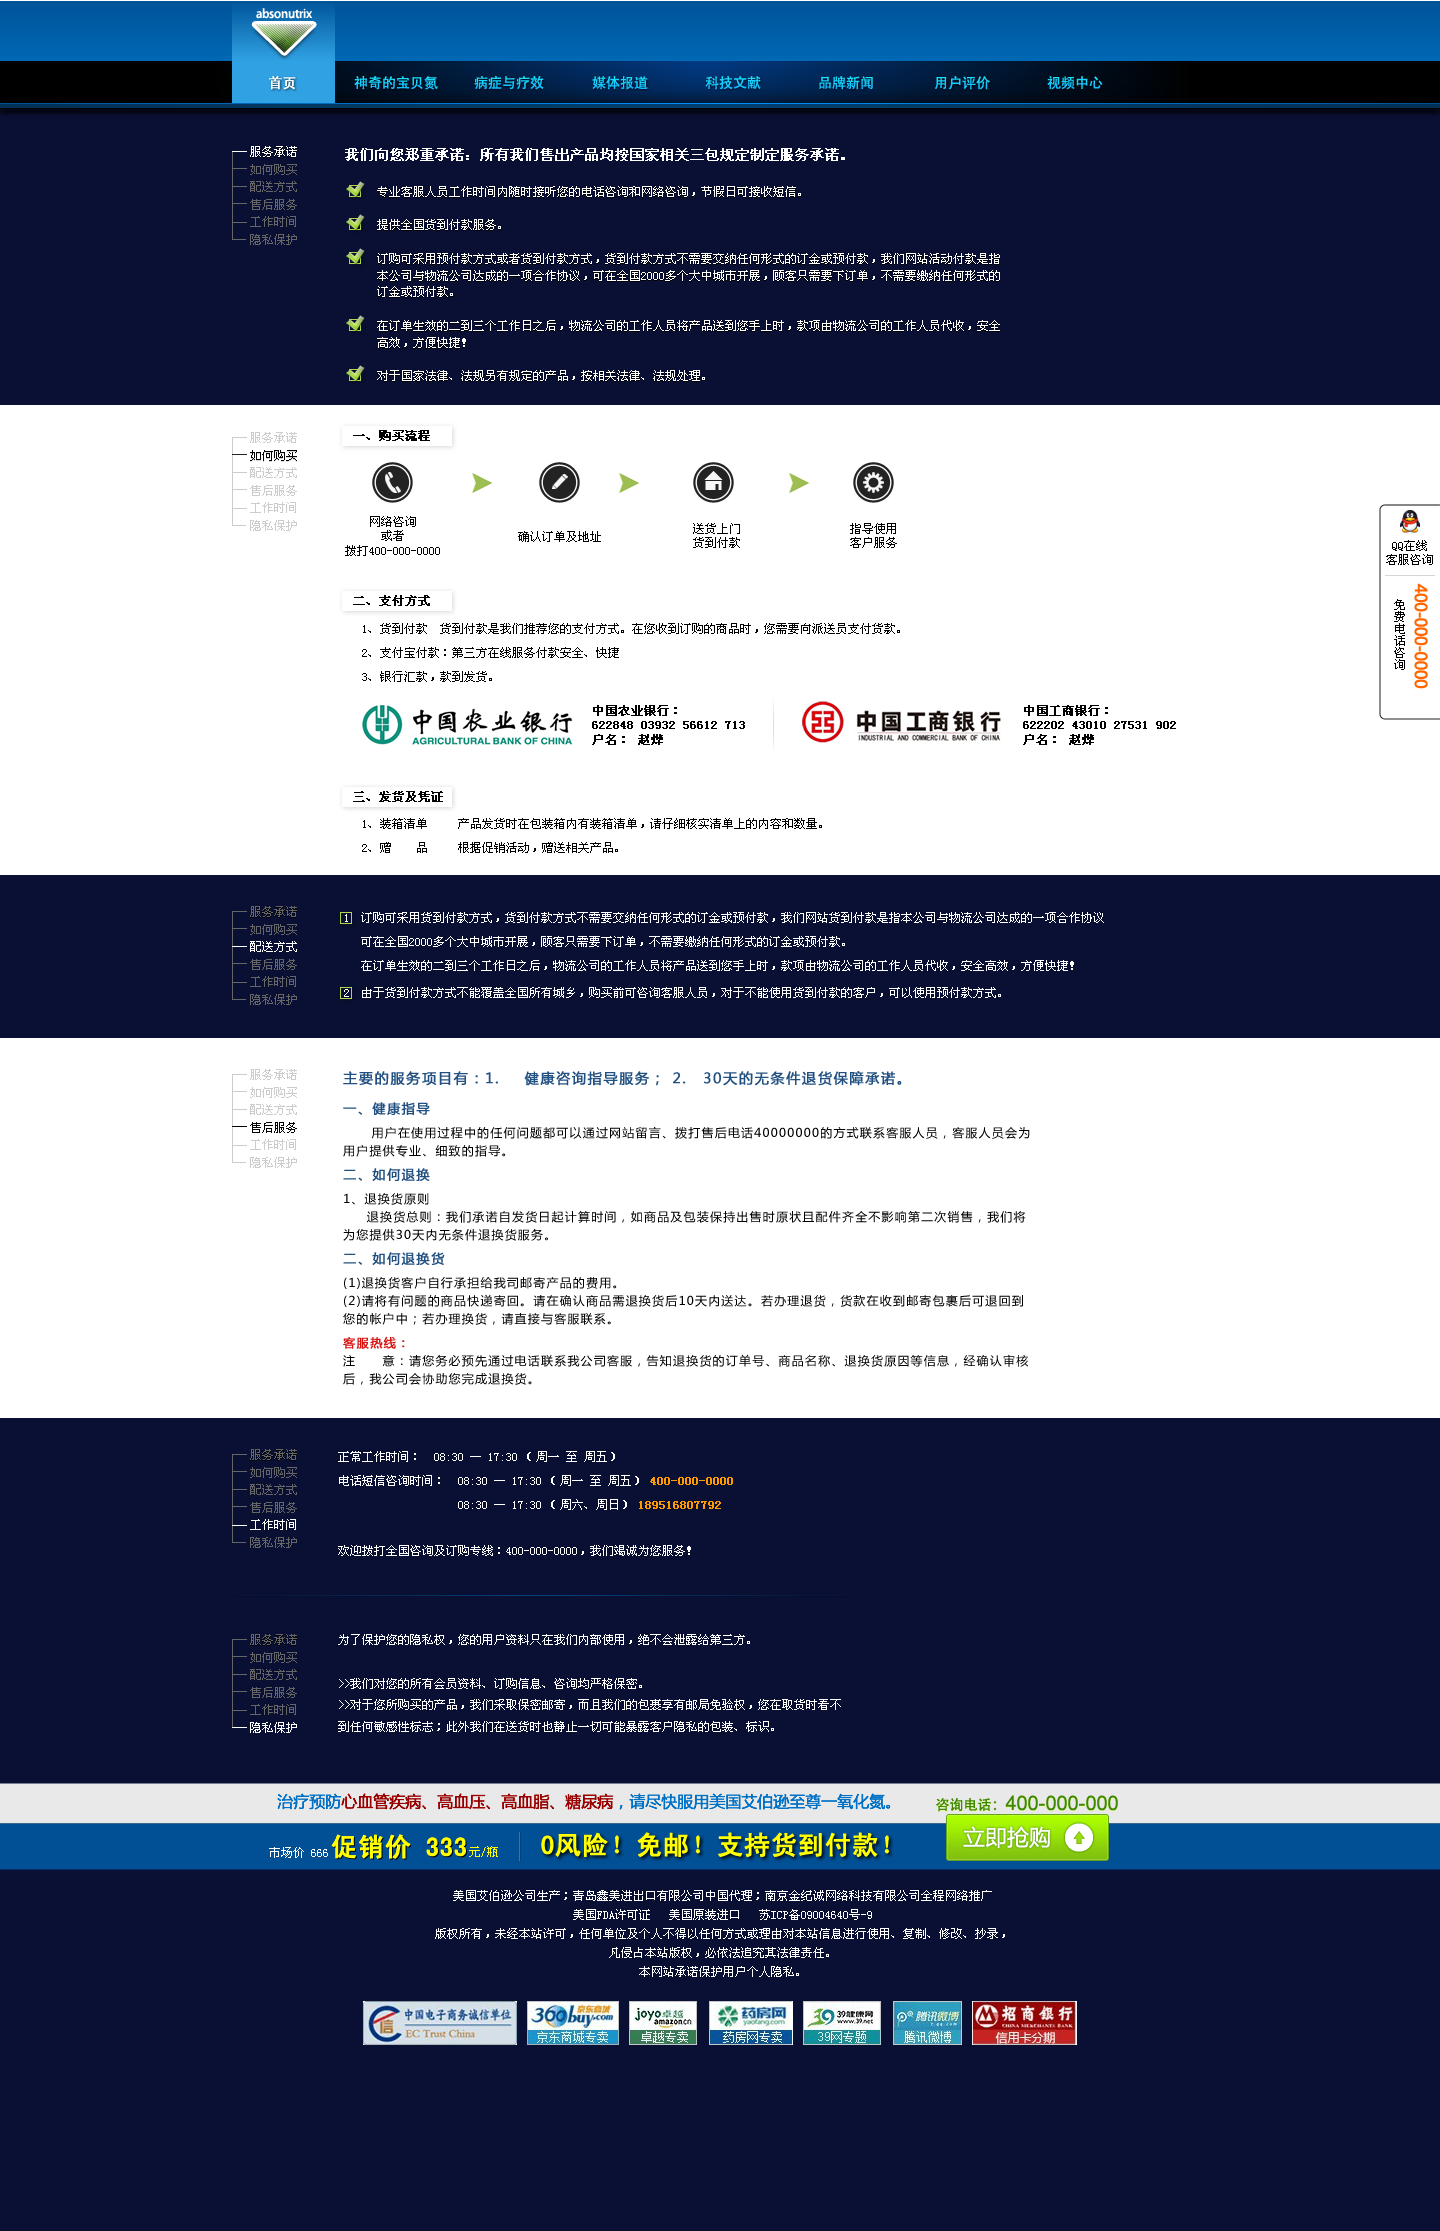 absonutrix
首页
神奇的宝贝氮
病症与疗效
媒体报道
科技文献
品牌新闻
用户评价
视频中心
服务承诺
如何购买
配送方式
售后服务
工作时间
隐私保护
我们向您郑重承诺：所有我们售出产品均按国家相关三包规定制定服务承诺。
专业客服人员工作时间内随时接听您的电话咨询和网络咨询，节假日可接收短信。
提供全国货到付款服务。
订购可采用预付款方式或者货到付款方式，货到付款方式不需要交纳任何形式的订金或预付款，我们网站活动付款是指
本公司与物流公司达成的一项合作协议，可在全国2000多个大中城市开展，顾客只需要下订单，不需要缴纳任何形式的
订金或预付款。
在订单生效的二到三个工作日之后，物流公司的工作人员将产品送到您手上时，款项由物流公司的工作人员代收，安全
高效，方便快捷！
对于国家法律、法规另有规定的产品，按相关法律、法规处理。
服务承诺
如何购买
配送方式
售后服务
工作时间
隐私保护
一、购买流程
网络咨询
或者
拨打400-000-0000
确认订单及地址
送货上门
货到付款
指导使用
客户服务
QQ在线
客服咨询
免费电话咨询
400-000-0000
二、支付方式
1、货到付款 货到付款是我们推荐您的支付方式。在您收到订购的商品时，您需要向派送员支付货款。
2、支付宝付款：第三方在线服务付款安全、快捷
3、银行汇款，款到发货。
中国农业银行
AGRICULTURAL BANK OF CHINA
中国农业银行：
622848 03932 56612 713
户名： 赵烨
中国工商银行
INDUSTRIAL AND COMMERCIAL BANK OF CHINA
中国工商银行：
622202 43010 27531 902
户名： 赵烨
三、发货及凭证
1、装箱清单 产品发货时在包装箱内有装箱清单，请仔细核实清单上的内容和数量。
2、赠 品 根据促销活动，赠送相关产品。
服务承诺
如何购买
配送方式
售后服务
工作时间
隐私保护
1 订购可采用货到付款方式，货到付款方式不需要交纳任何形式的订金或预付款，我们网站货到付款是指本公司与物流公司达成的一项合作协议
可在全国2000多个大中城市开展，顾客只需要下订单，不需要缴纳任何形式的订金或预付款。
在订单生效的二到三个工作日之后，物流公司的工作人员将产品送到您手上时，款项由物流公司的工作人员代收，安全高效，方便快捷！
2 由于货到付款方式不能覆盖全国所有城乡，购买前可咨询客服人员，对于不能使用货到付款的客户，可以使用预付款方式。
服务承诺
如何购买
配送方式
售后服务
工作时间
隐私保护
主要的服务项目有：1. 健康咨询指导服务； 2. 30天的无条件退货保障承诺。
一、健康指导
用户在使用过程中的任何问题都可以通过网站留言、拨打售后电话40000000的方式联系客服人员，客服人员会为
用户提供专业、细致的指导。
二、如何退换
1、退换货原则
退换货总则：我们承诺自发货日起计算时间，如商品及包装保持出售时原状且配件齐全不影响第二次销售，我们将
为您提供30天内无条件退换货服务。
二、如何退换货
(1)退换货客户自行承担给我司邮寄产品的费用。
(2)请将有问题的商品快递寄回。请在确认商品需退换货后10天内送达。若办理退货，货款在收到邮寄包裹后可退回到
您的帐户中；若办理换货，请直接与客服联系。
客服热线：
注 意：请您务必预先通过电话联系我公司客服，告知退换货的订单号、商品名称、退换货原因等信息，经确认审核
后，我公司会协助您完成退换货。
服务承诺
如何购买
配送方式
售后服务
工作时间
隐私保护
正常工作时间： 08:30 — 17:30（周一 至 周五）
电话短信咨询时间： 08:30 — 17:30（周一 至 周五）400-000-0000
08:30 — 17:30（周六、周日）189516807792
欢迎拨打全国咨询及订购专线：400-000-0000，我们竭诚为您服务！
服务承诺
如何购买
配送方式
售后服务
工作时间
隐私保护
为了保护您的隐私权，您的用户资料只在我们内部使用，绝不会泄露给第三方。
>>我们对您的所有会员资料、订购信息、咨询均严格保密。
>>对于您所购买的产品，我们采取保密邮寄，而且我们的包裹享有邮局免验权，您在取货时看不
到任何敏感性标志；此外我们在送货时也静止一切可能暴露客户隐私的包装、标识。
治疗预防心血管疾病、高血压、高血脂、糖尿病，请尽快服用美国艾伯逊至尊一氧化氮。
咨询电话：400-000-000
市场价 666 促销价 333元/瓶
0风险！免邮！支持货到付款！
立即抢购
美国艾伯逊公司生产；青岛鑫美进出口有限公司中国代理；南京金纪诚网络科技有限公司全程网络推广
美国FDA许可证 美国原装进口 苏ICP备09004640号-9
版权所有，未经本站许可，任何单位及个人不得以任何方式或理由对本站信息进行使用、复制、修改、抄录，
凡侵占本站版权，必依法追究其法律责任。
本网站承诺保护用户个人隐私。
中国电子商务诚信单位
EC Trust China
360buy.com 京东商城
京东商城专卖
joyo 卓越
amazon.cn
卓越专卖
药房网
yaofang.com
药房网专卖
39健康网
www.39.net
39网专题
腾讯微博
t.qq.com
腾讯微博
招商银行
CHINA MERCHANTS BANK
信用卡分期